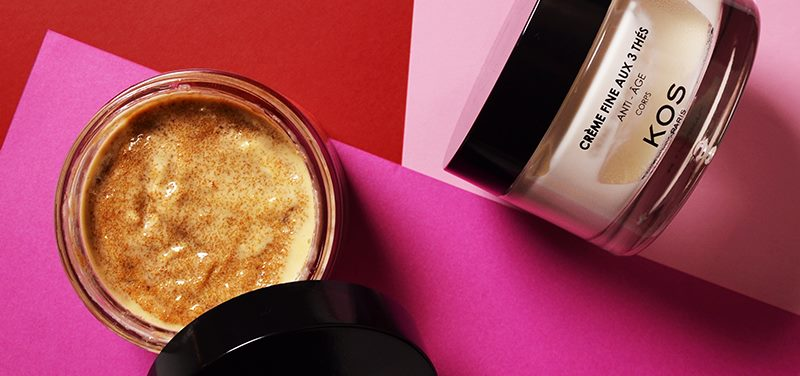 CRÈME FINE AUX 3 THÉS
ANTI-ÂGE
CORPS
KOS
PARIS